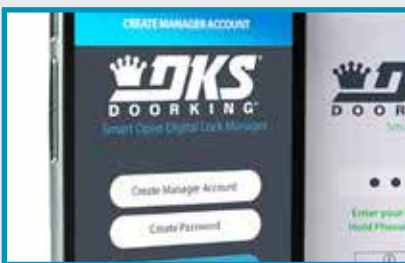 CREATE MANAGER ACCOUNT
DKS
DOORKING
Smart Open Digital Lock Manager
Create Manager Account
Create Password
DOOR
Enter your
Hold Phone